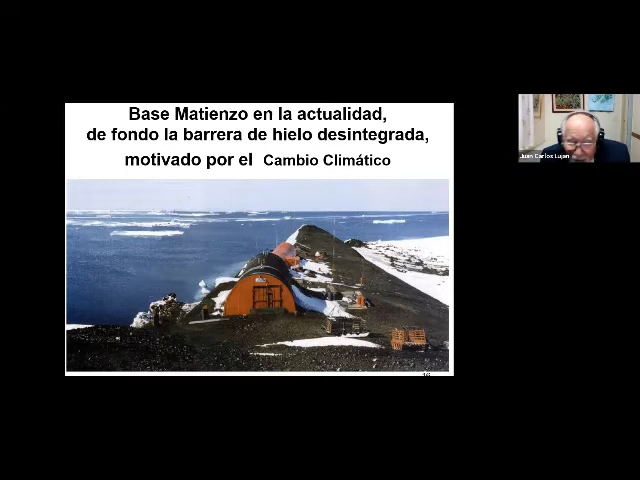 Base Matienzo en la actualidad,
de fondo la barrera de hielo desintegrada,
motivado por el Cambio Climático
Juan Carlos Lujan
16